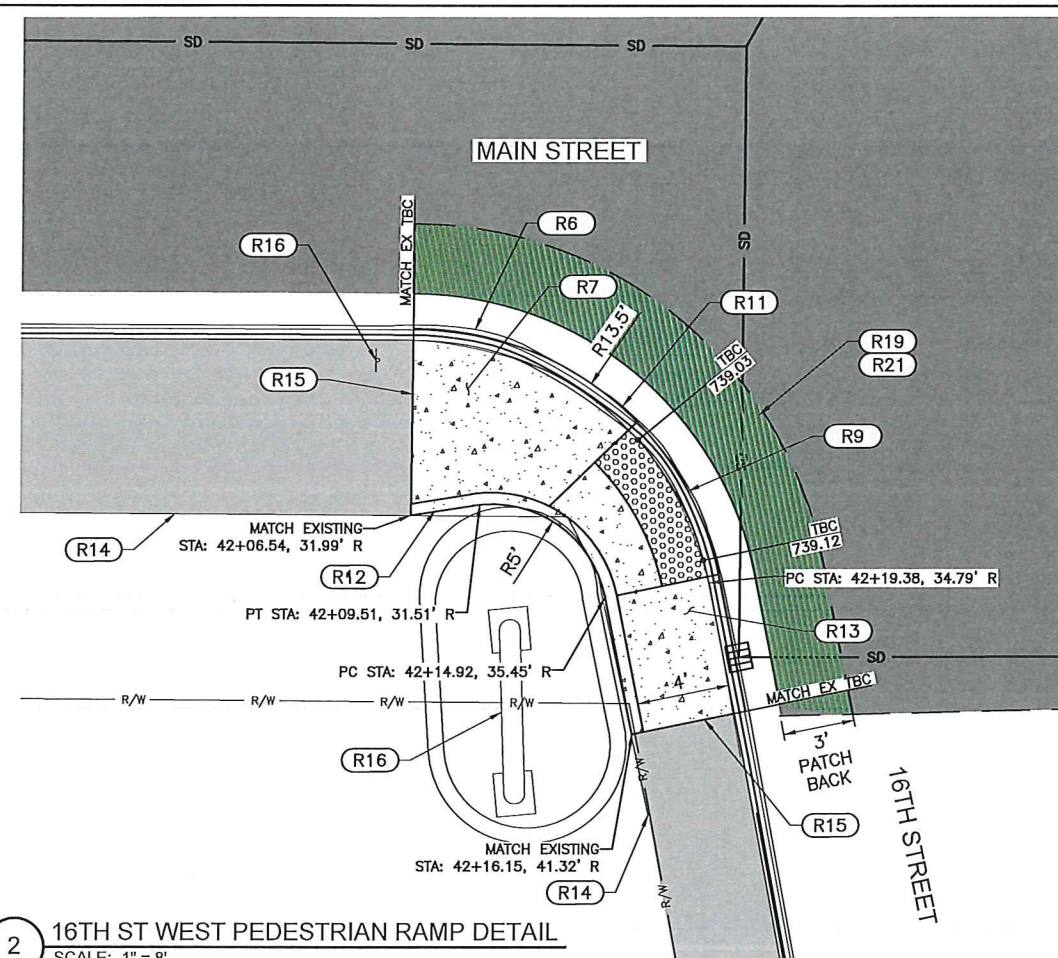 SD SD SD
MAIN STREET
MATCH EX TBC
R6
R16
R7
SD
R11
R13.5'
TBC
739.03
R19
R21
R15
R9
MATCH EXISTING
STA: 42+06.54, 31.99' R
TBC
739.12
R14
R12
R5'
PC STA: 42+19.38, 34.79' R
PT STA: 42+09.51, 31.51' R
R13
SD
PC STA: 42+14.92, 35.45' R
4'
MATCH EX TBC
R/W R/W R/W R/W
3'
PATCH
BACK
R16
R/W
R15
16TH STREET
MATCH EXISTING
STA: 42+16.15, 41.32' R
R14
R/W
2
16TH ST WEST PEDESTRIAN RAMP DETAIL
SCALE: 1" = 8'